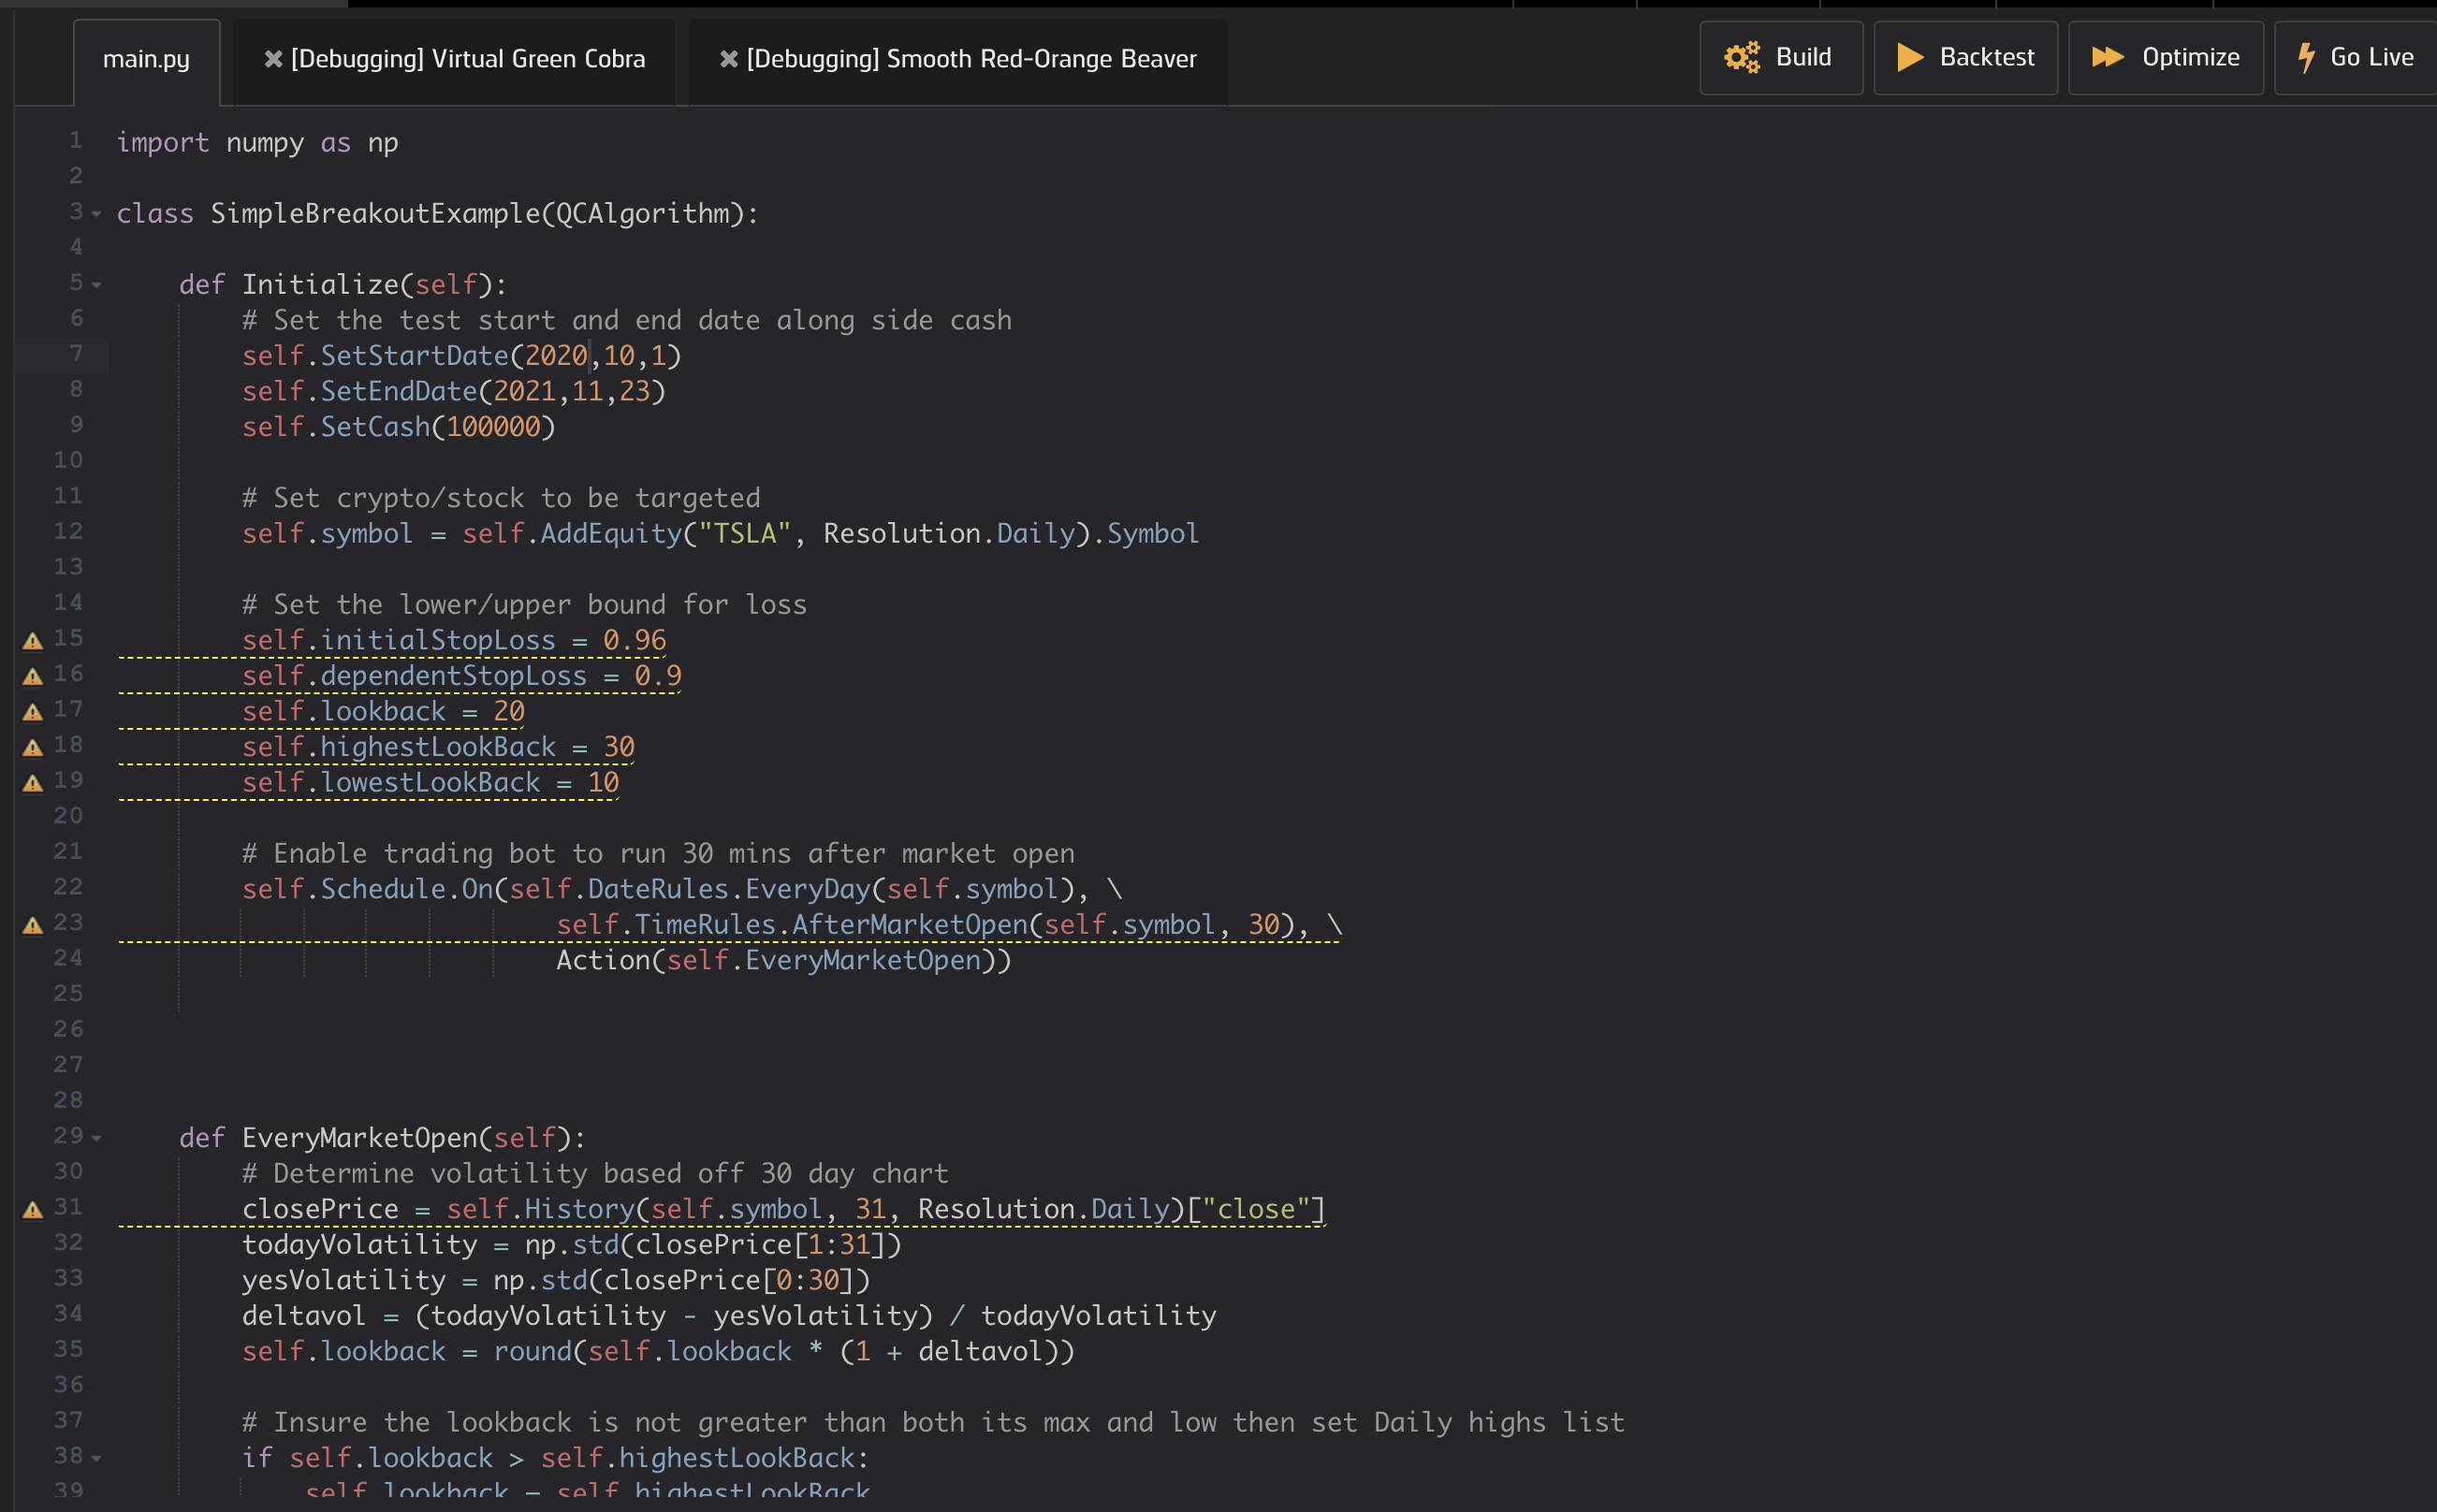 main.py
✖ [Debugging] Virtual Green Cobra
✖ [Debugging] Smooth Red-Orange Beaver
Build
Backtest
Optimize
Go Live
1 import numpy as np
2
3 class SimpleBreakoutExample(QCAlgorithm):
4
5     def Initialize(self):
6         # Set the test start and end date along side cash
7         self.SetStartDate(2020,10,1)
8         self.SetEndDate(2021,11,23)
9         self.SetCash(100000)
10
11         # Set crypto/stock to be targeted
12         self.symbol = self.AddEquity("TSLA", Resolution.Daily).Symbol
13
14         # Set the lower/upper bound for loss
15         self.initialStopLoss = 0.96
16         self.dependentStopLoss = 0.9
17         self.lookback = 20
18         self.highestLookBack = 30
19         self.lowestLookBack = 10
20
21         # Enable trading bot to run 30 mins after market open
22         self.Schedule.On(self.DateRules.EveryDay(self.symbol), \
23                             self.TimeRules.AfterMarketOpen(self.symbol, 30), \
24                             Action(self.EveryMarketOpen))
25
26
27
28
29     def EveryMarketOpen(self):
30         # Determine volatility based off 30 day chart
31         closePrice = self.History(self.symbol, 31, Resolution.Daily)["close"]
32         todayVolatility = np.std(closePrice[1:31])
33         yesVolatility = np.std(closePrice[0:30])
34         deltavol = (todayVolatility - yesVolatility) / todayVolatility
35         self.lookback = round(self.lookback * (1 + deltavol))
36
37         # Insure the lookback is not greater than both its max and low then set Daily highs list
38         if self.lookback > self.highestLookBack:
39             self.lookback = self.highestLookBack